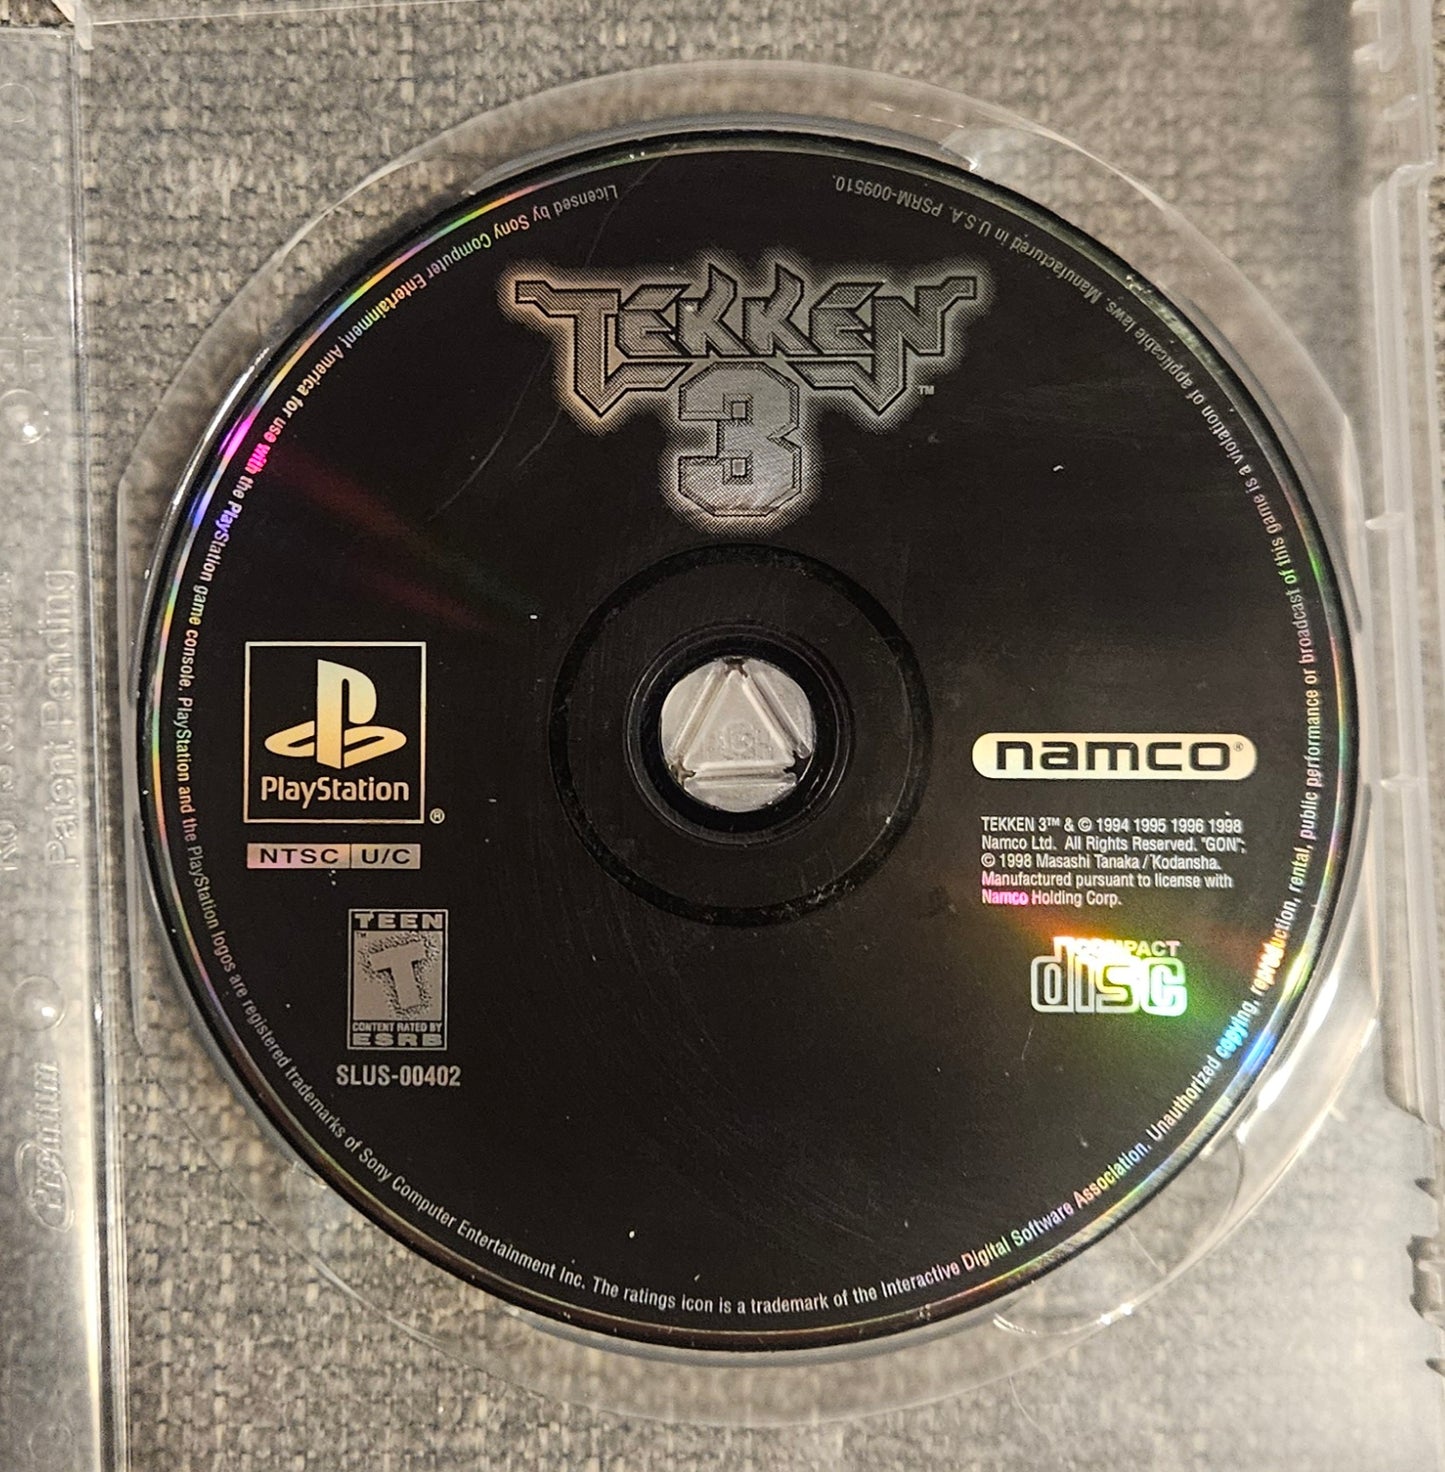 TEKKEN
3™
PlayStation®
NTSC U/C
TEEN
™
T
CONTENT RATED BY
ESRB
SLUS-00402
namco®
TEKKEN 3™ & © 1994 1995 1996 1998
Namco Ltd. All Rights Reserved. "GON";
© 1998 Masashi Tanaka / Kodansha.
Manufactured pursuant to license with
Namco Holding Corp.
COMPACT
disc
Licensed by Sony Computer Entertainment America for use with the PlayStation game console. PlayStation and the PlayStation logos are registered trademarks of Sony Computer Entertainment Inc. The ratings icon is a trademark of the Interactive Digital Software Association. Unauthorized copying, reproduction, rental, public performance or broadcast of this game is a violation of applicable laws. Manufactured in U.S.A. PSRM-009510.
Patent Pending